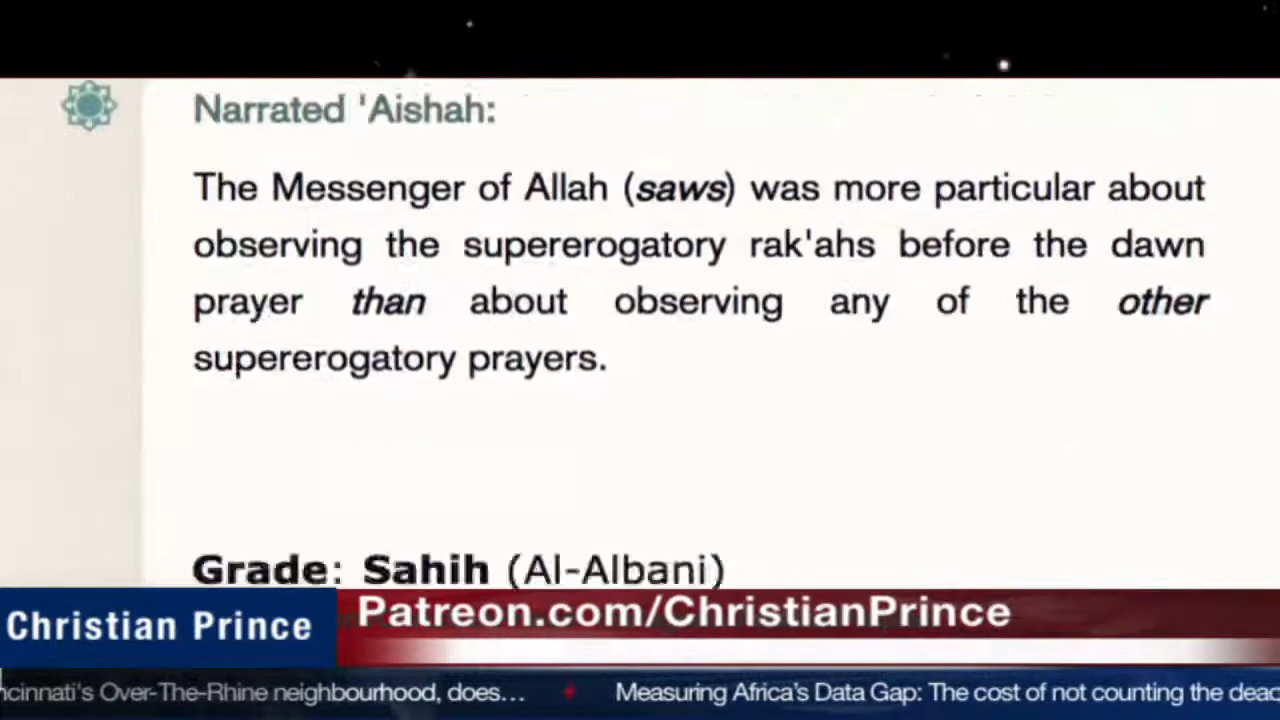 Narrated 'Aishah:
The Messenger of Allah (saws) was more particular about
observing the supererogatory rak'ahs before the dawn
prayer than about observing any of the other
supererogatory prayers.
Grade: Sahih (Al-Albani)
Patreon.com/ChristianPrince
Christian Prince
ncinnati's Over-The-Rhine neighbourhood, does... Measuring Africa's Data Gap: The cost of not counting the dead